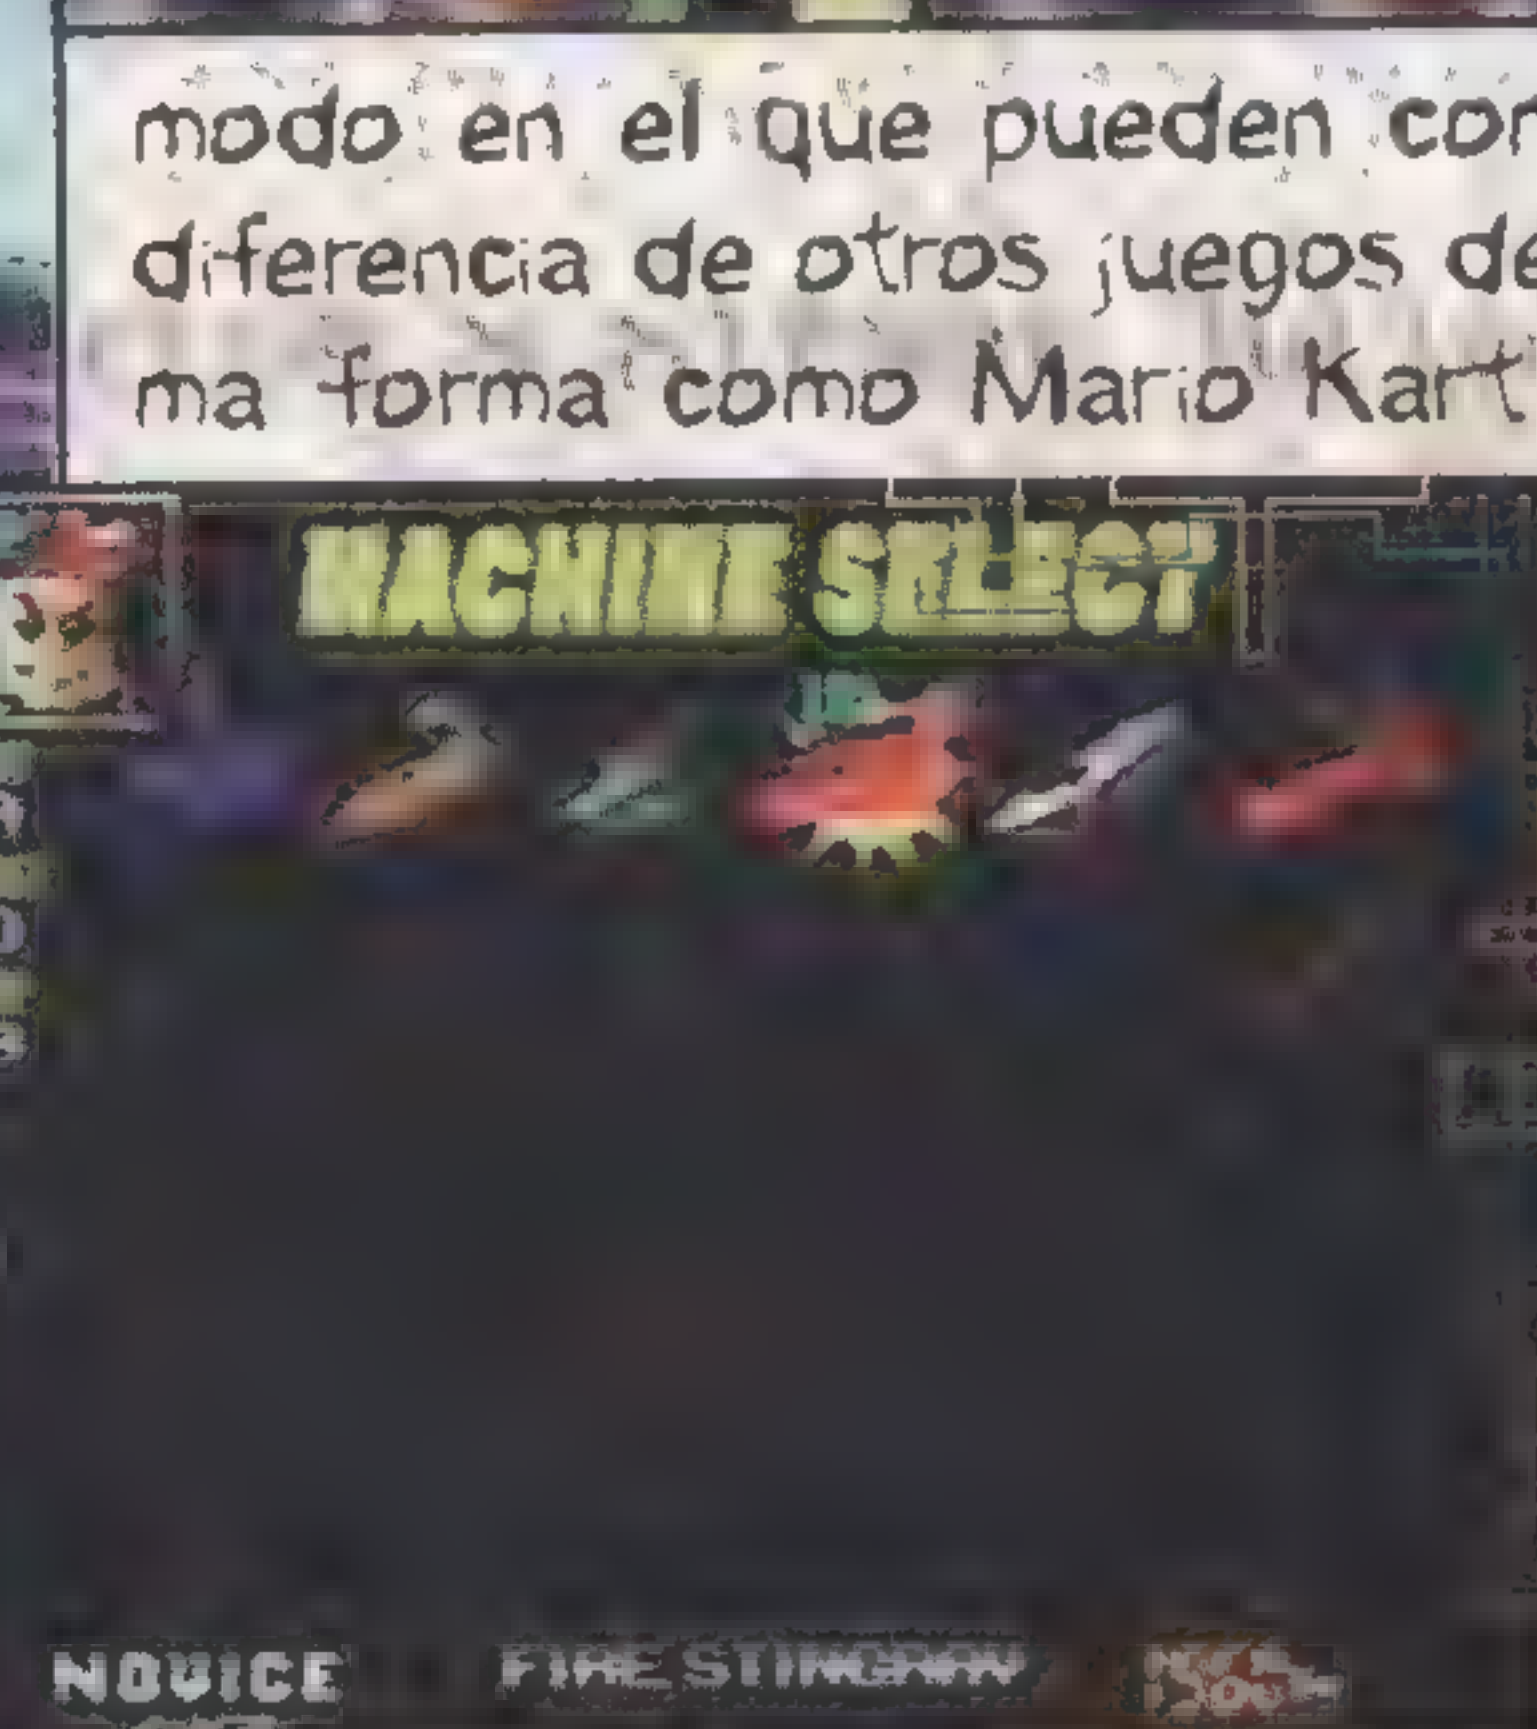 modo en el que pueden
diferencia de otros juegos de
ma forma como Mario Kart
MACHINE SELECT
NOVICE FIRE STINGRAY